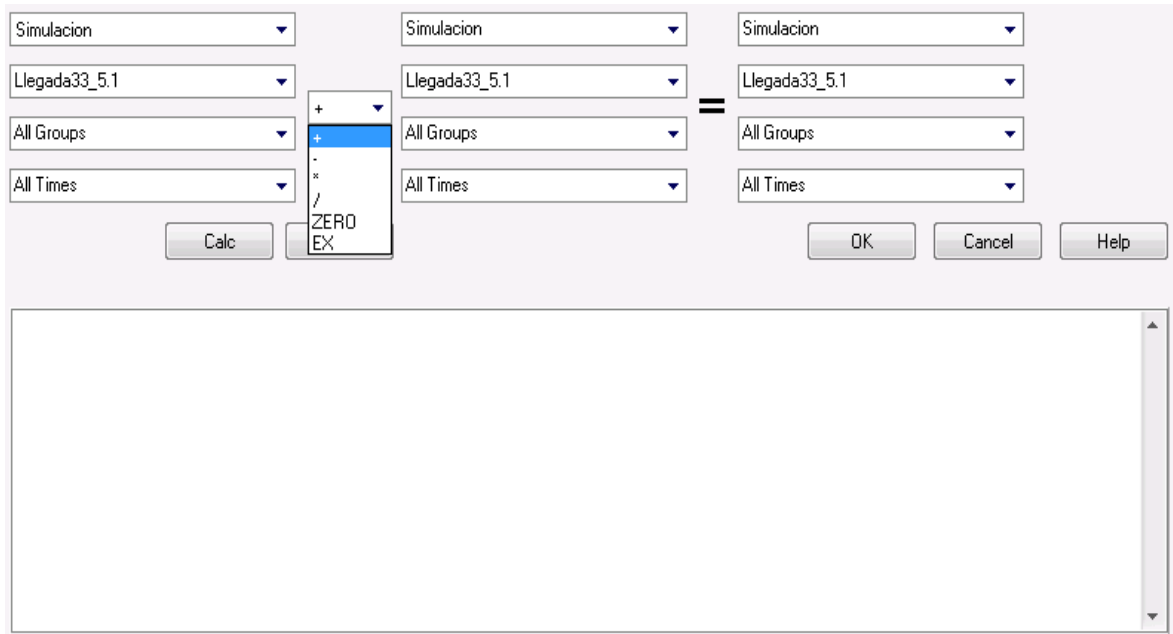 Simulacion Simulacion Simulacion
Llegada33_5.1 Llegada33_5.1 Llegada33_5.1
+ =
All Groups + All Groups All Groups
-
*
All Times / All Times All Times
ZERO
Calc EX OK Cancel Help